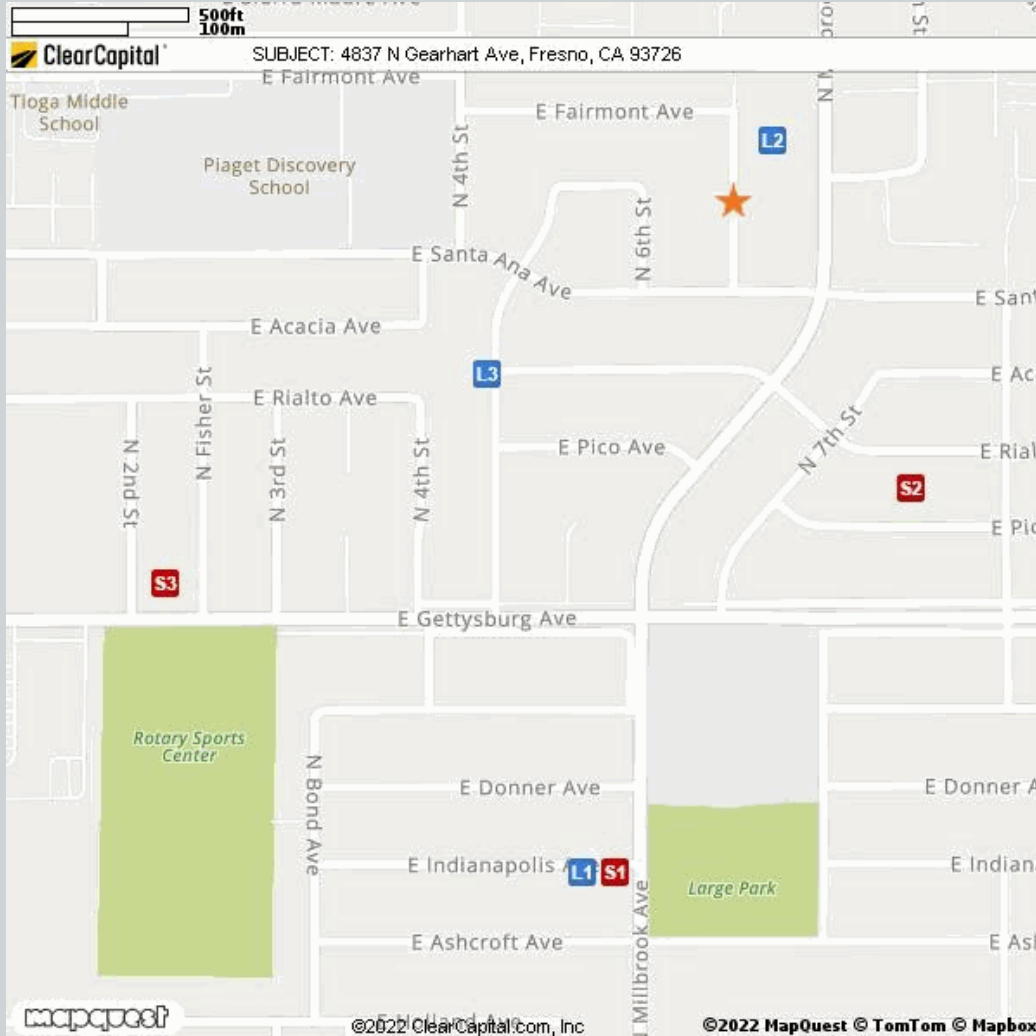 500ft
100m
ClearCapital
SUBJECT: 4837 N Gearhart Ave, Fresno, CA 93726
E Fairmont Ave
Tioga Middle
School
E Fairmont Ave
N 4th St
L2
Piaget Discovery
School
N 6th St
E Santa Ana Ave
E Acacia Ave
L3
N Fisher St
E Rialto Ave
N 7th St
N 2nd St
N 3rd St
N 4th St
E Pico Ave
S2
S3
E Gettysburg Ave
Rotary Sports
Center
N Bond Ave
E Donner Ave
E Donner A
E Indianapolis
L1
S1
E Indian
Large Park
N Millbrook Ave
E Ashcroft Ave
mapquest
©2022 ClearCapital.com, Inc
©2022 MapQuest © TomTom © Mapbox